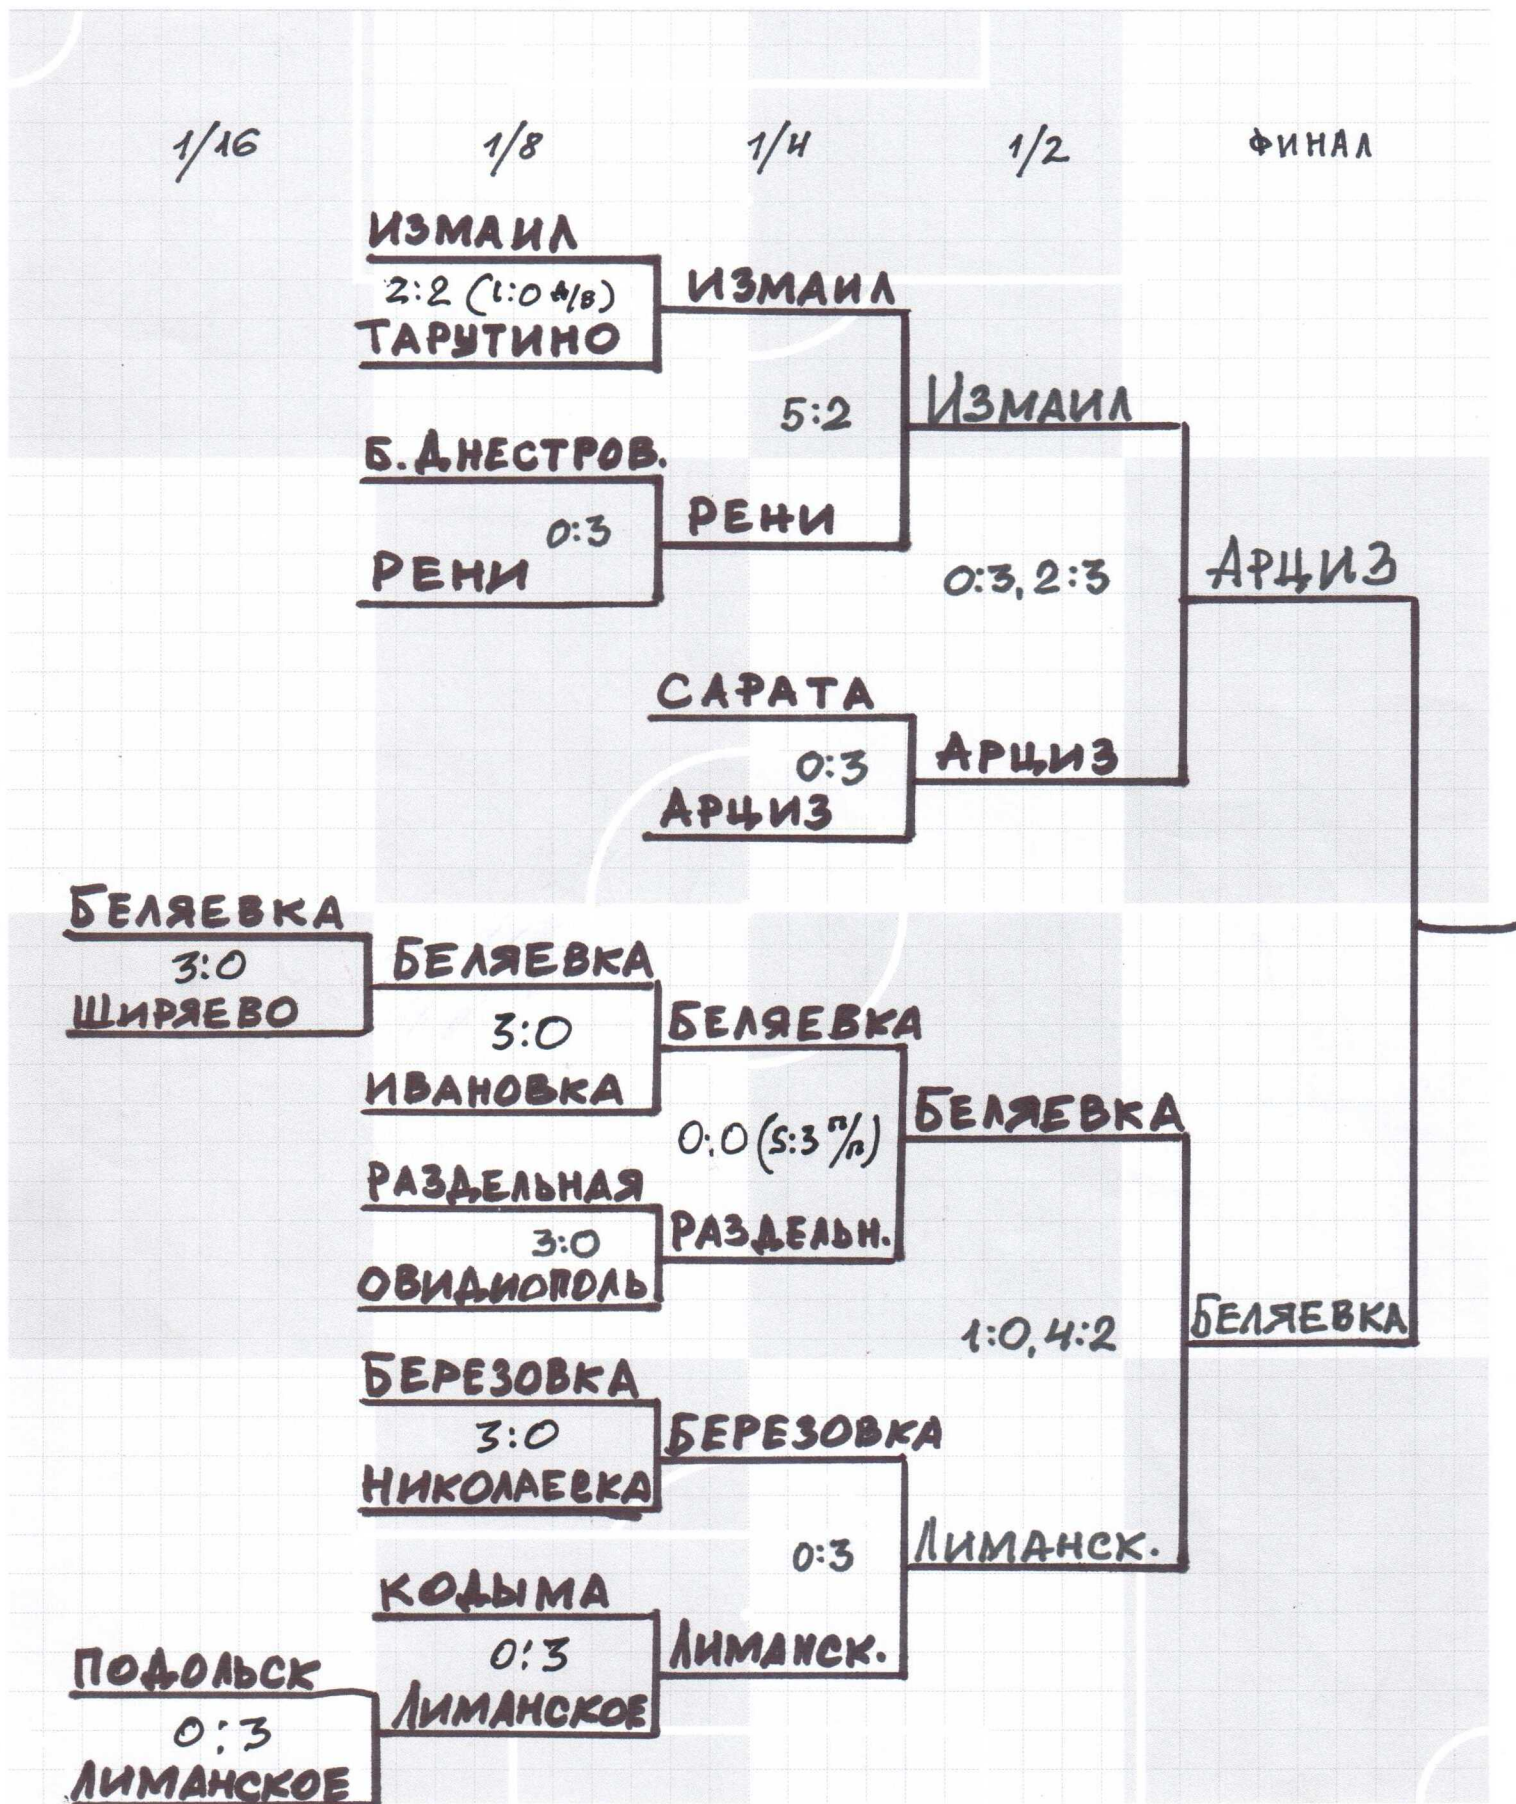 1/16 1/8 1/4 1/2 ФИНАЛ
ИЗМАИЛ
2:2 (1:0 д/в)
ТАРУТИНО
ИЗМАИЛ
Б.ДНЕСТРОВ.
0:3
РЕНИ
5:2
РЕНИ
ИЗМАИЛ
САРАТА
0:3
АРЦИЗ
0:3, 2:3
АРЦИЗ
АРЦИЗ
БЕЛЯЕВКА
3:0
ШИРЯЕВО
БЕЛЯЕВКА
3:0
ИВАНОВКА
БЕЛЯЕВКА
0:0 (5:3 п/п)
РАЗДЕЛЬНАЯ
3:0
ОВИДИОПОЛЬ
РАЗДЕЛЬН.
БЕЛЯЕВКА
1:0, 4:2
БЕЛЯЕВКА
БЕРЕЗОВКА
3:0
НИКОЛАЕВКА
БЕРЕЗОВКА
0:3
ЛИМАНСК.
КОДЫМА
0:3
ЛИМАНСКОЕ
ЛИМАНСК.
ПОДОЛЬСК
0:3
ЛИМАНСКОЕ